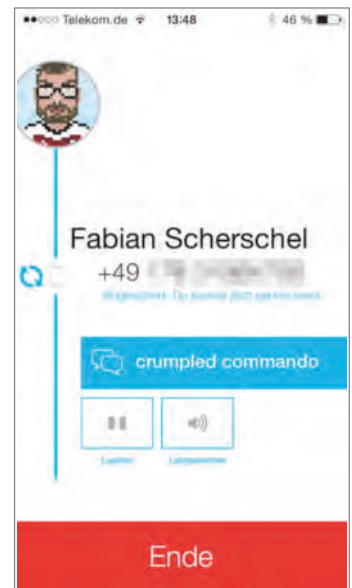 Telekom.de 13:48 46 %
Fabian Scherschel
+49
crumpled commando
Ende